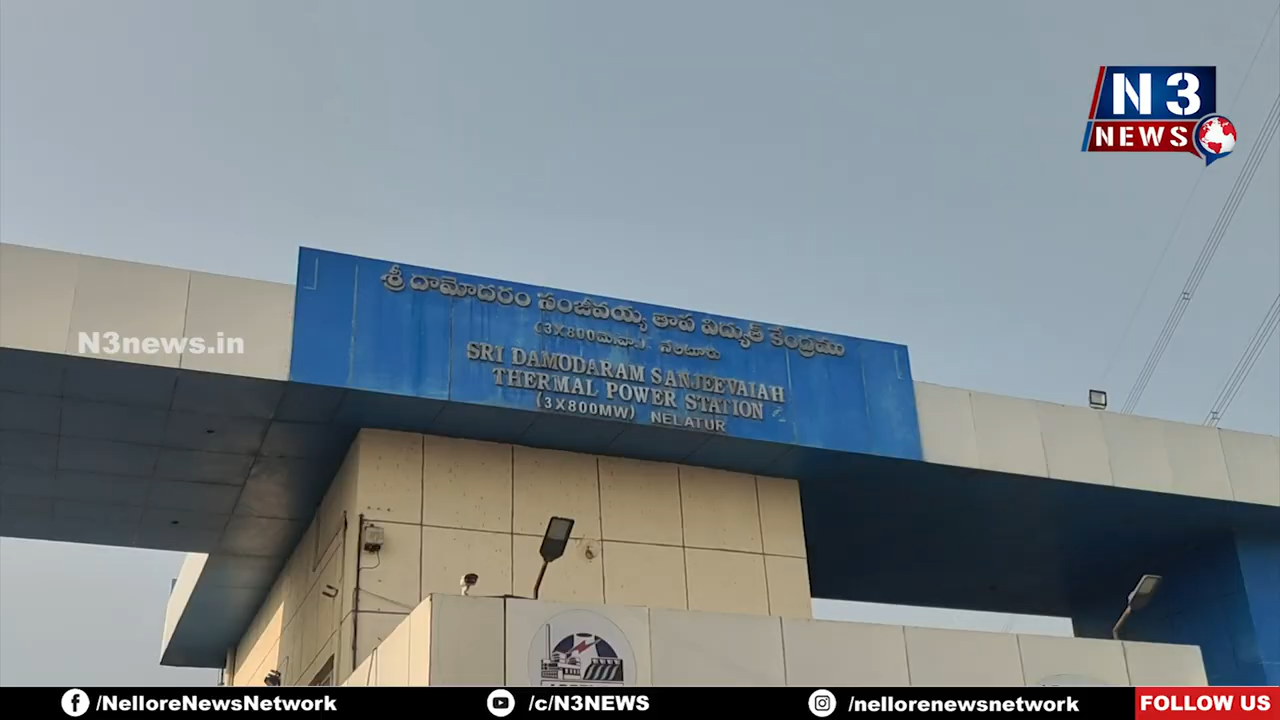 N3
NEWS
శ్రీ దామోదరం సంజీవయ్య తాప విద్యుత్ కేంద్రము
(3X800మె.వా.) నేలటూరు
SRI DAMODARAM SANJEEVAIAH
THERMAL POWER STATION
(3X800MW) NELATUR
N3news.in
/NelloreNewsNetwork
/c/N3NEWS
/nellorenewsnetwork
FOLLOW US